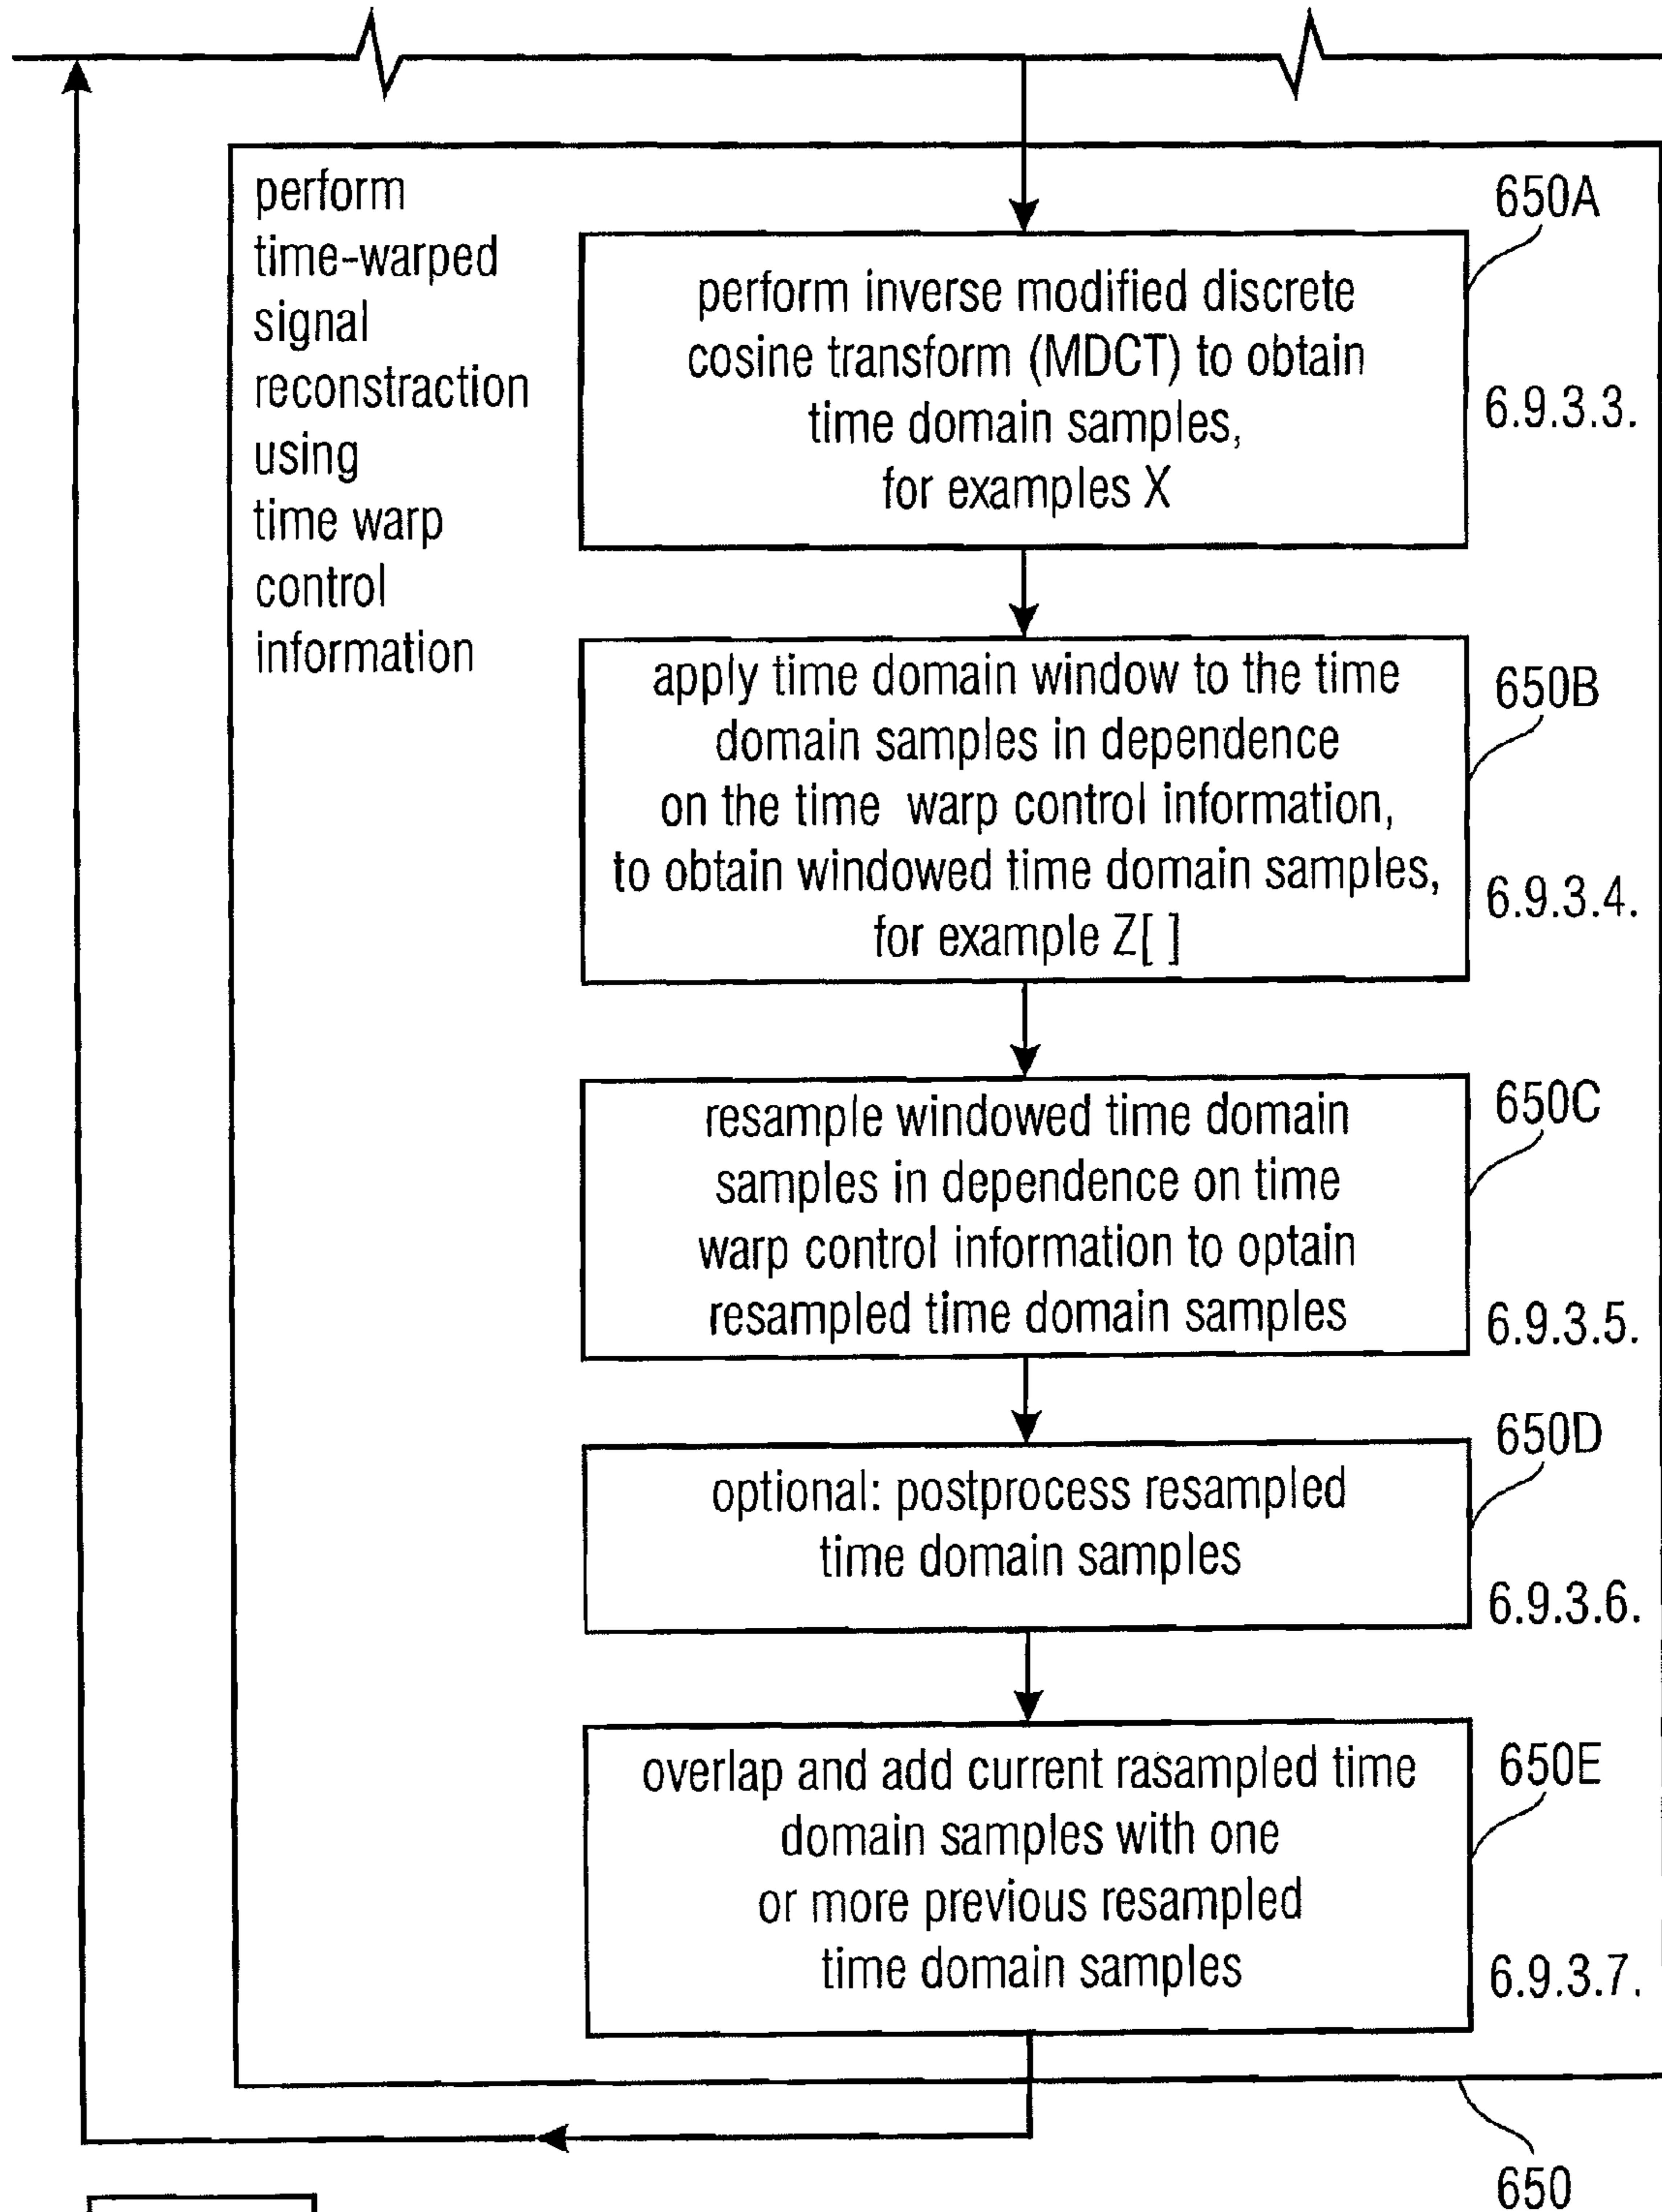 perform
time-warped
signal
reconstraction
using
time warp
control
information
650A
perform inverse modified discrete
cosine transform (MDCT) to obtain
time domain samples,
for examples X
6.9.3.3.
650B
apply time domain window to the time
domain samples in dependence
on the time warp control information,
to obtain windowed time domain samples,
for example Z[ ]
6.9.3.4.
650C
resample windowed time domain
samples in dependence on time
warp control information to optain
resampled time domain samples
6.9.3.5.
650D
optional: postprocess resampled
time domain samples
6.9.3.6.
650E
overlap and add current rasampled time
domain samples with one
or more previous resampled
time domain samples
6.9.3.7.
650